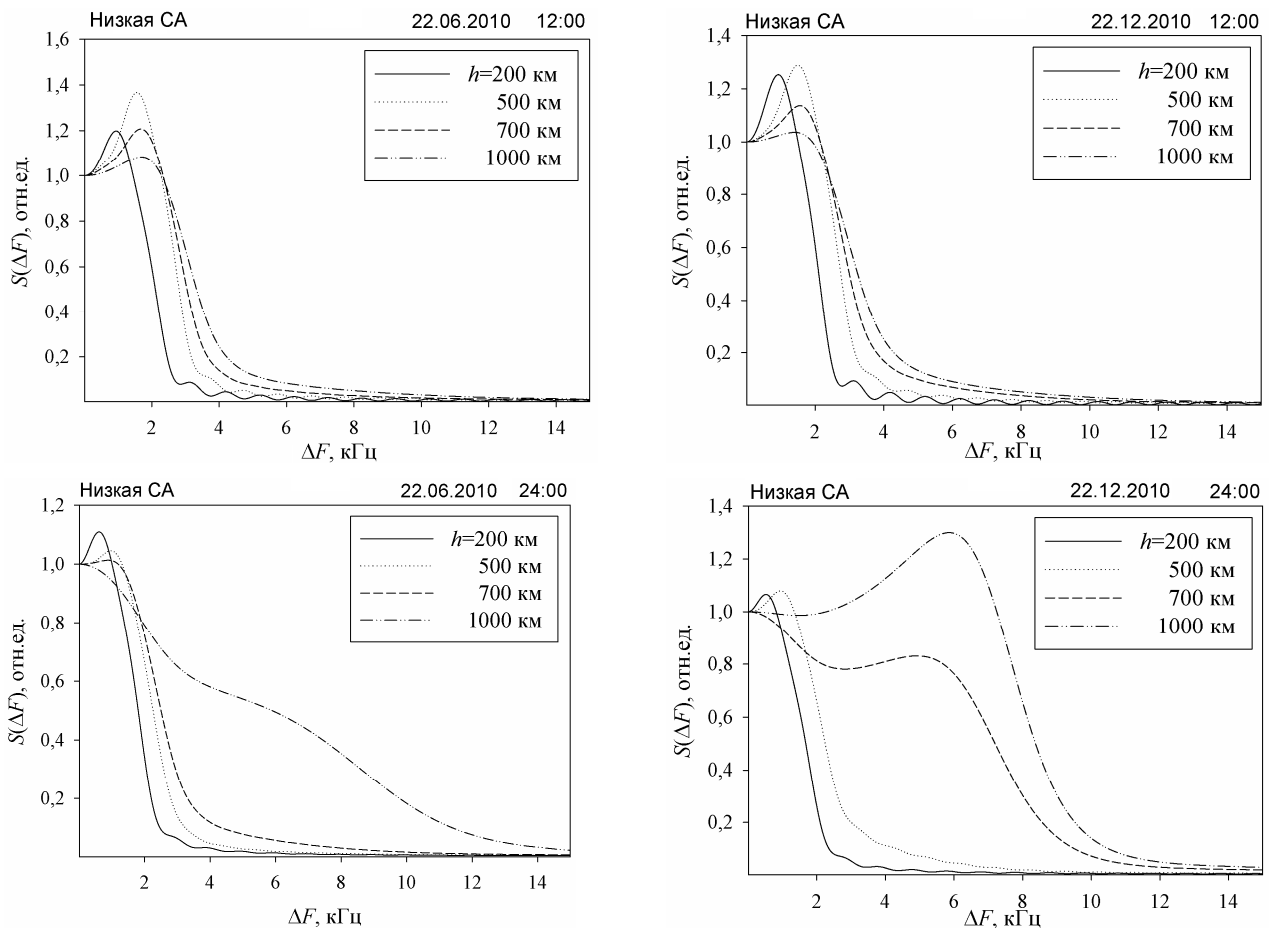 Низкая СА 22.06.2010 12:00
1,6
1,4
1,2
1,0
0,8
0,6
0,4
0,2
S(ΔF), отн.ед.
h=200 км
500 км
700 км
1000 км
2 4 6 8 10 12 14
ΔF, кГц
Низкая СА 22.12.2010 12:00
1,4
1,2
1,0
0,8
0,6
0,4
0,2
S(ΔF), отн.ед.
h=200 км
500 км
700 км
1000 км
2 4 6 8 10 12 14
ΔF, кГц
Низкая СА 22.06.2010 24:00
1,2
1,0
0,8
0,6
0,4
0,2
S(ΔF), отн.ед.
h=200 км
500 км
700 км
1000 км
2 4 6 8 10 12 14
ΔF, кГц
Низкая СА 22.12.2010 24:00
1,4
1,2
1,0
0,8
0,6
0,4
0,2
S(ΔF), отн.ед.
h=200 км
500 км
700 км
1000 км
2 4 6 8 10 12 14
ΔF, кГц